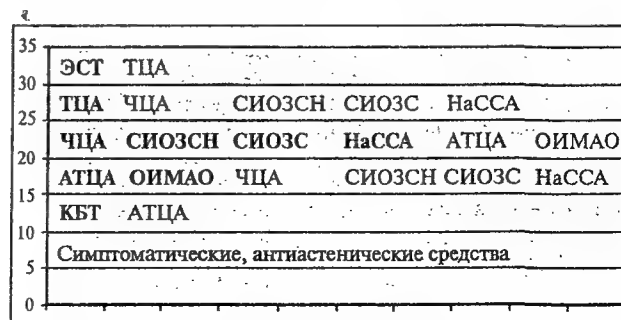 35
ЭСТ ТЦА
30
ТЦА ЧЦА СИОЗСН СИОЗС НаССА
25
ЧЦА СИОЗСН СИОЗС НаССА АТЦА ОИМАО
20
АТЦА ОИМАО ЧЦА СИОЗСН СИОЗС НаССА
15
КБТ АТЦА
10
Симптоматические, антиастенические средства
5
0